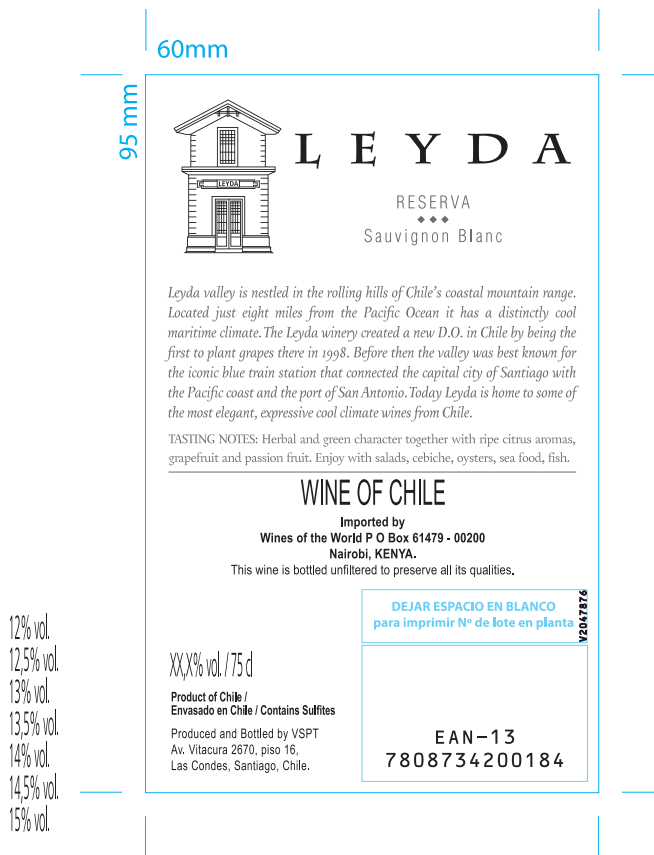 60mm
95 mm
LEYDA
LEYDA
RESERVA
Sauvignon Blanc
Leyda valley is nestled in the rolling hills of Chile's coastal mountain range.
Located just eight miles from the Pacific Ocean it has a distinctly cool
maritime climate. The Leyda winery created a new D.O. in Chile by being the
first to plant grapes there in 1998. Before then the valley was best known for
the iconic blue train station that connected the capital city of Santiago with
the Pacific coast and the port of San Antonio. Today Leyda is home to some of
the most elegant, expressive cool climate wines from Chile.
TASTING NOTES: Herbal and green character together with ripe citrus aromas,
grapefruit and passion fruit. Enjoy with salads, cebiche, oysters, sea food, fish.
WINE OF CHILE
Imported by
Wines of the World P O Box 61479 - 00200
Nairobi, KENYA.
This wine is bottled unfiltered to preserve all its qualities.
DEJAR ESPACIO EN BLANCO
para imprimir Nº de lote en planta
V2047876
12% vol.
12,5% vol.
13% vol.
13,5% vol.
14% vol.
14,5% vol.
15% vol.
XX,X% vol. / 75 cl
Product of Chile /
Envasado en Chile / Contains Sulfites
Produced and Bottled by VSPT
Av. Vitacura 2670, piso 16,
Las Condes, Santiago, Chile.
EAN-13
7808734200184